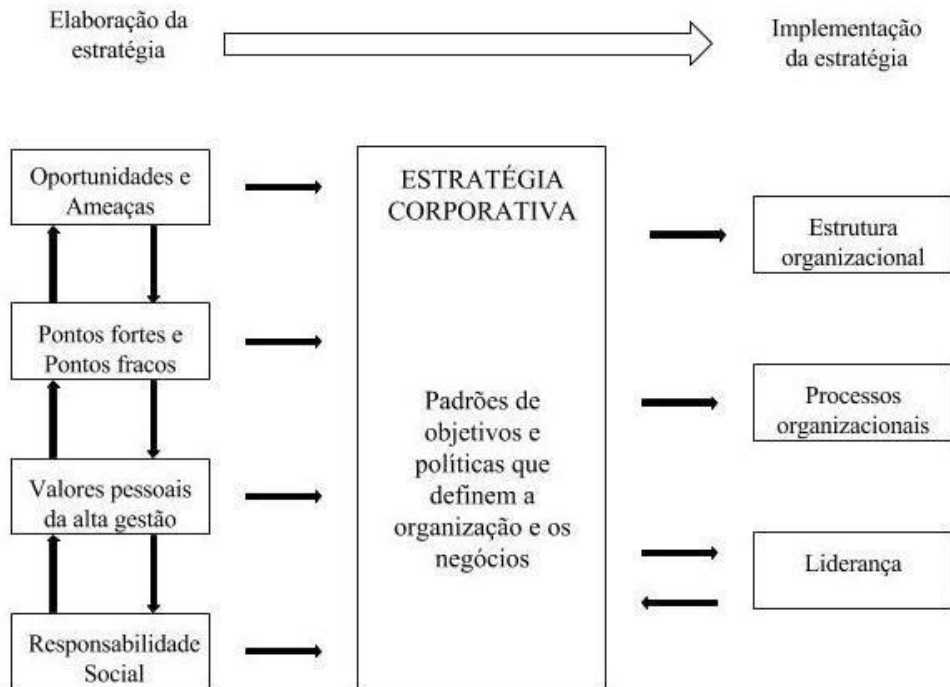 Elaboração da
estratégia
Implementação
da estratégia
Oportunidades e
Ameaças
Pontos fortes e
Pontos fracos
Valores pessoais
da alta gestão
Responsabilidade
Social
ESTRATÉGIA
CORPORATIVA
Padrões de
objetivos e
políticas que
definem a
organização e os
negócios
Estrutura
organizacional
Processos
organizacionais
Liderança